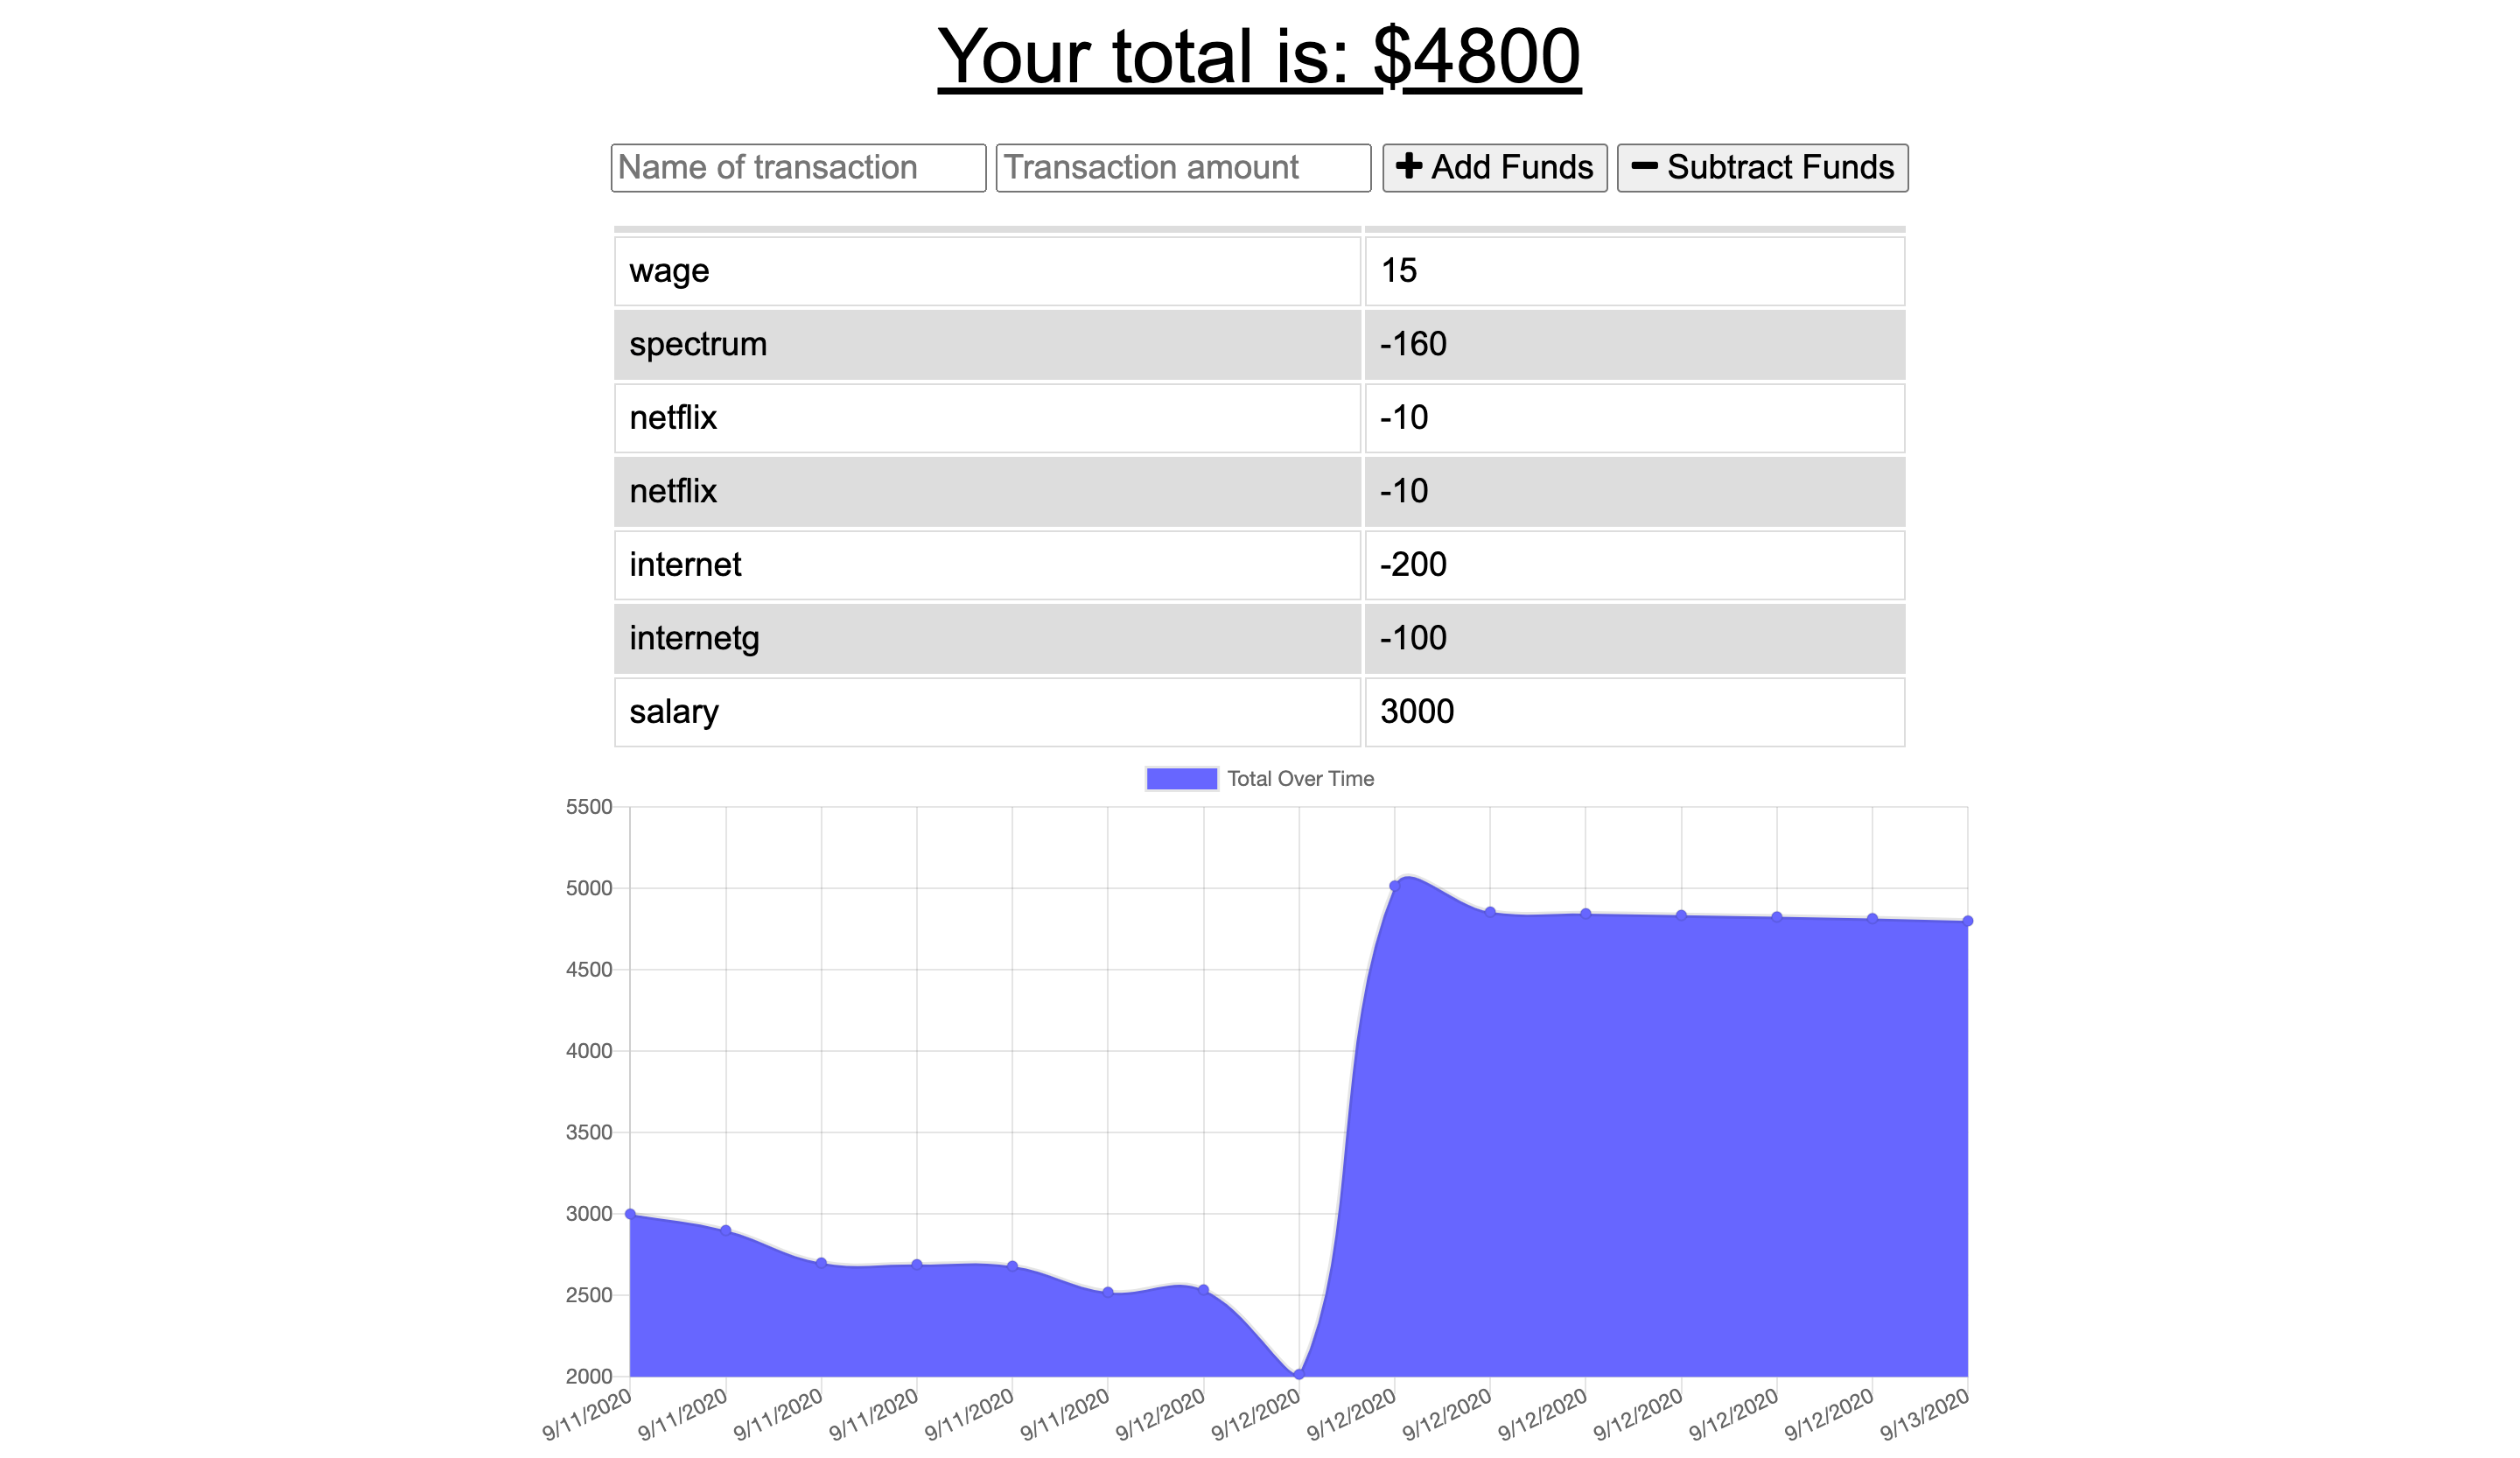 Your total is: $4800
Name of transaction Transaction amount Add Funds Subtract Funds
wage 15
spectrum -160
netflix -10
netflix -10
internet -200
internetg -100
salary 3000
Total Over Time
5500
5000
4500
4000
3500
3000
2500
2000
9/11/2020 9/11/2020 9/11/2020 9/11/2020 9/11/2020 9/11/2020 9/12/2020 9/12/2020 9/12/2020 9/12/2020 9/12/2020 9/12/2020 9/12/2020 9/12/2020 9/13/2020